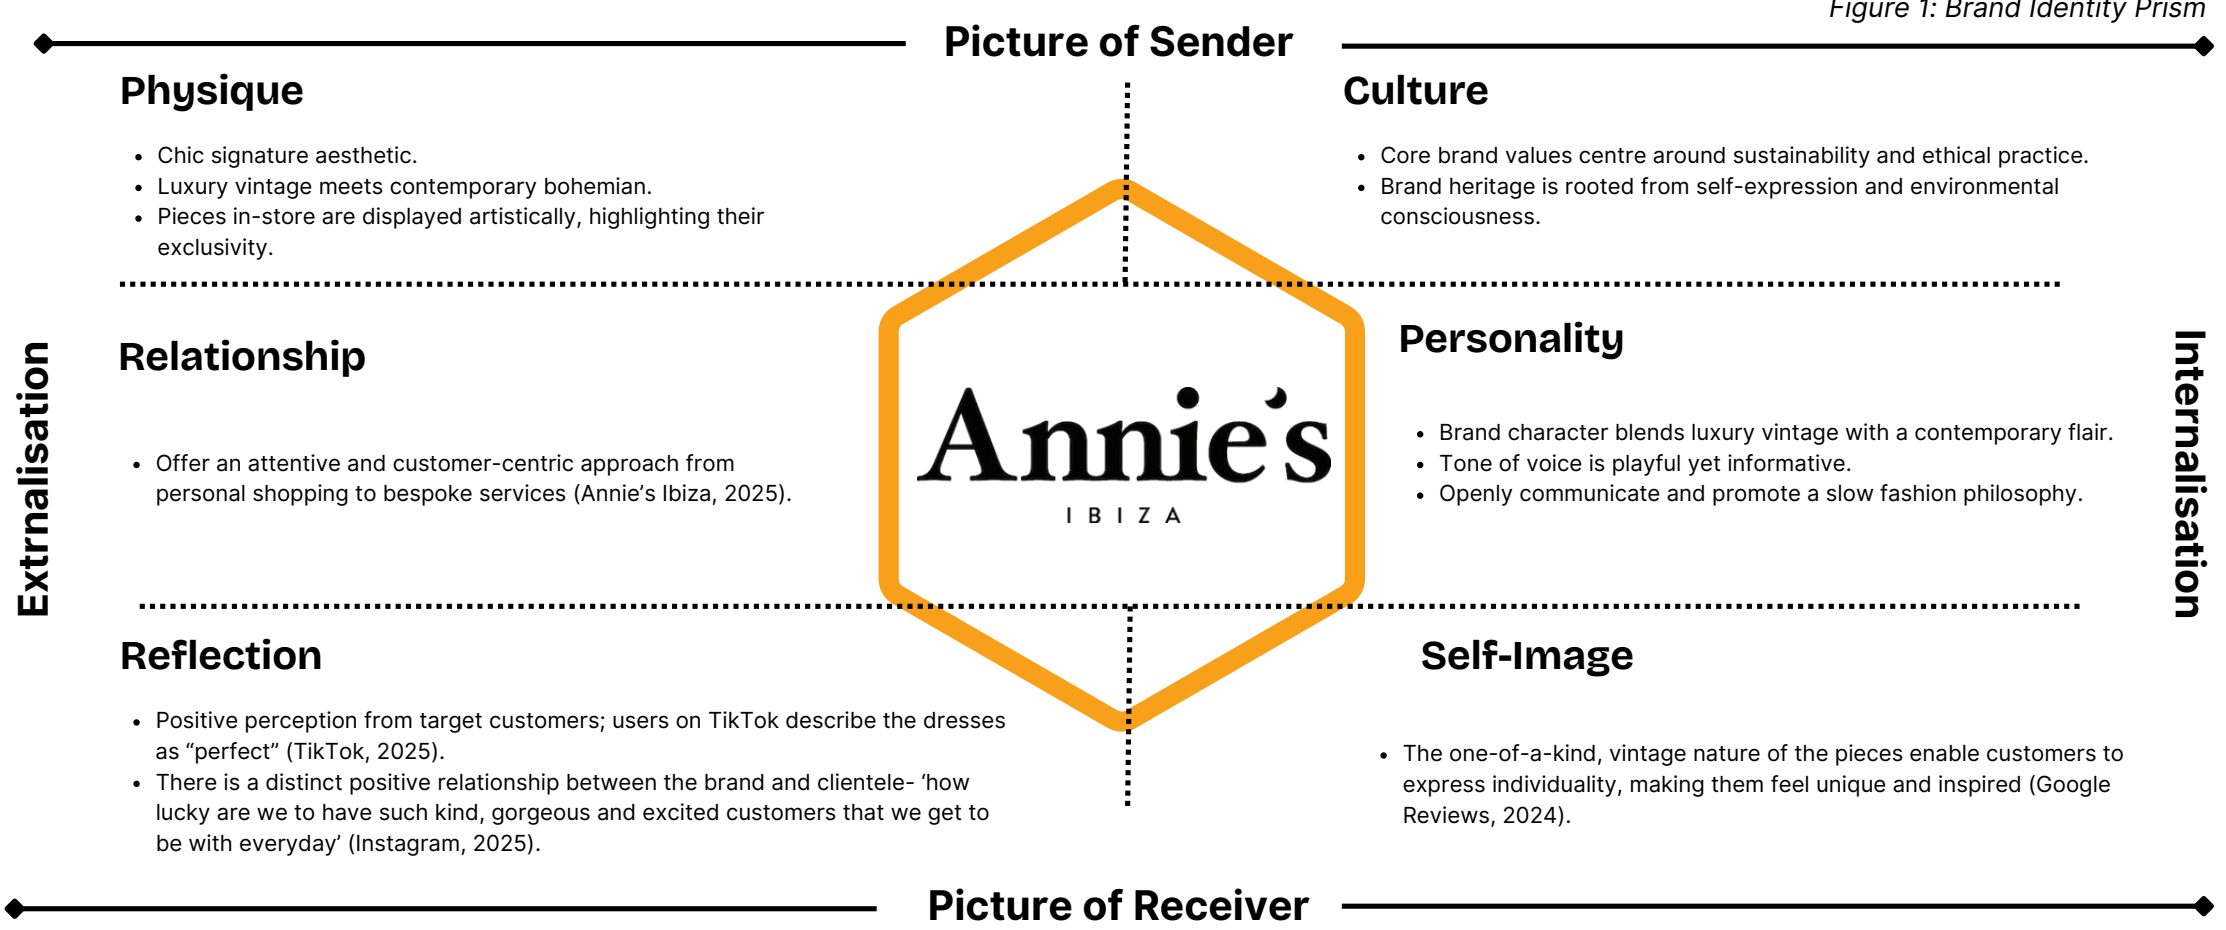 Figure 1: Brand Identity Prism
Picture of Sender
Physique
• Chic signature aesthetic.
• Luxury vintage meets contemporary bohemian.
• Pieces in-store are displayed artistically, highlighting their
exclusivity.
Culture
• Core brand values centre around sustainability and ethical practice.
• Brand heritage is rooted from self-expression and environmental
consciousness.
Extrnalisation
Relationship
• Offer an attentive and customer-centric approach from
personal shopping to bespoke services (Annie’s Ibiza, 2025).
Annie's
IBIZA
Personality
• Brand character blends luxury vintage with a contemporary flair.
• Tone of voice is playful yet informative.
• Openly communicate and promote a slow fashion philosophy.
Internalisation
Reflection
• Positive perception from target customers; users on TikTok describe the dresses
as “perfect” (TikTok, 2025).
• There is a distinct positive relationship between the brand and clientele- ‘how
lucky are we to have such kind, gorgeous and excited customers that we get to
be with everyday’ (Instagram, 2025).
Self-Image
• The one-of-a-kind, vintage nature of the pieces enable customers to
express individuality, making them feel unique and inspired (Google
Reviews, 2024).
Picture of Receiver